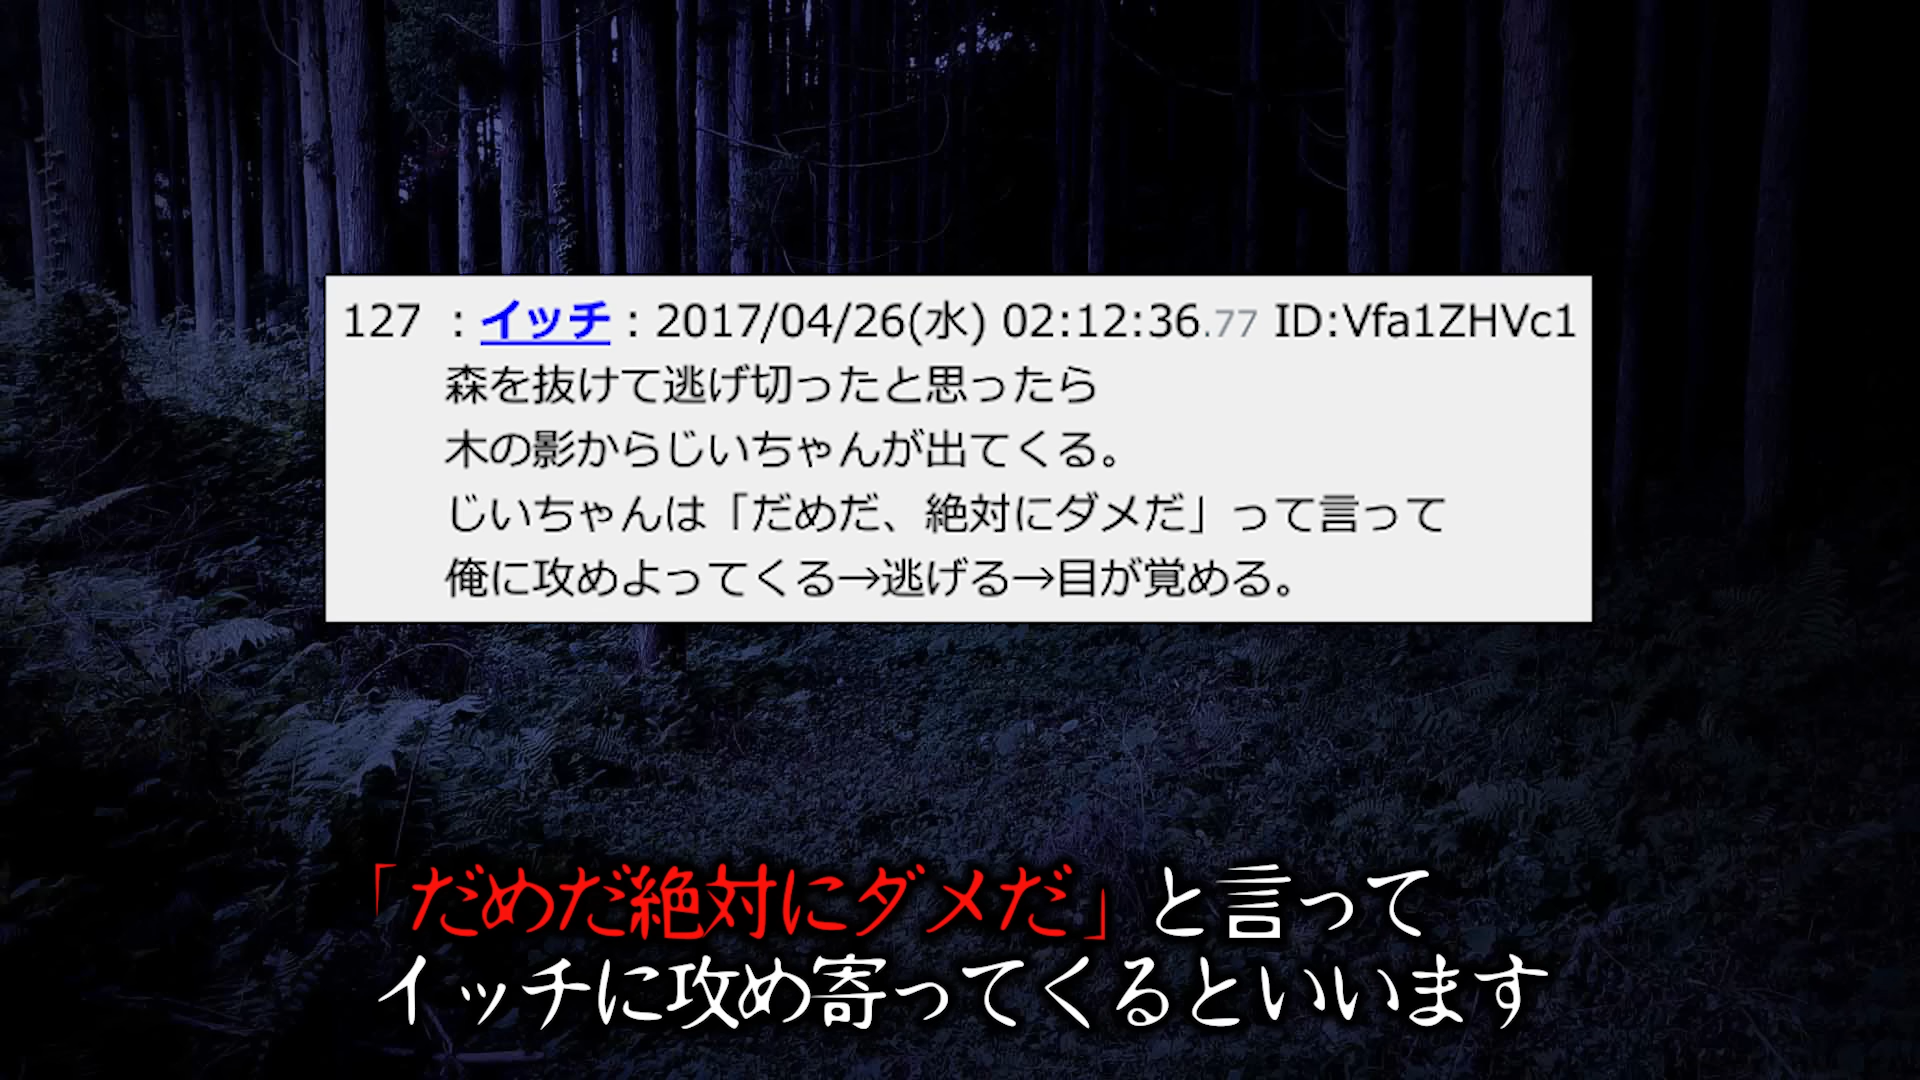 127 ：イッチ：2017/04/26(水) 02:12:36.77 ID:Vfa1ZHVc1
森を抜けて逃げ切ったと思ったら
木の影からじいちゃんが出てくる。
じいちゃんは「だめだ、絶対にダメだ」って言って
俺に攻めよってくる→逃げる→目が覚める。
「だめだ絶対にダメだ」と言って
イッチに攻め寄ってくるといいます